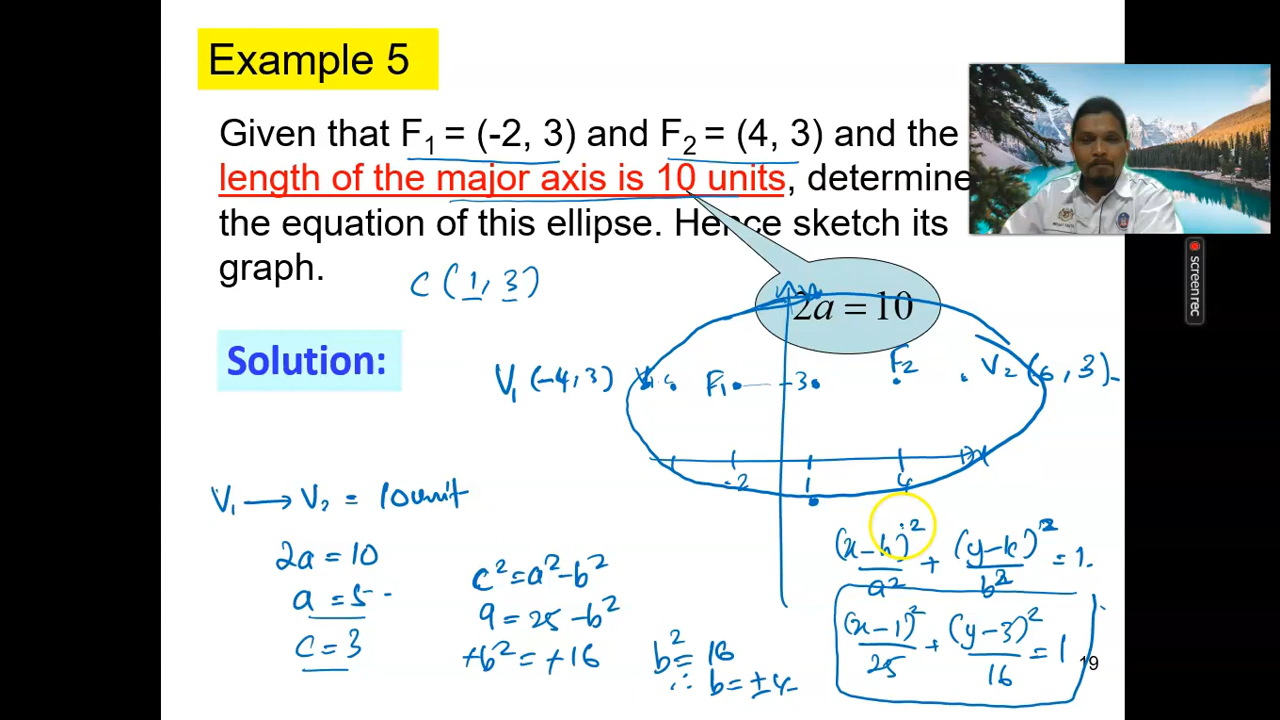 Example 5
Given that F₁ = (-2, 3) and F₂ = (4, 3) and the
length of the major axis is 10 units, determine
the equation of this ellipse. Hence sketch its
graph.
C (1, 3)
2a = 10
Solution:
V₁ (-4, 3)
F₁
3
F₂
V₂ (6, 3)
-2
1
4
V₁ → V₂ = 10 unit
2a = 10
a = 5
c = 3
c² = a² - b²
9 = 25 - b²
+b² = +16
b² = 16
∴ b = ±4
(x-h)²/a² + (y-k)²/b² = 1.
(x-1)²/25 + (y-3)²/16 = 1
19
screen rec